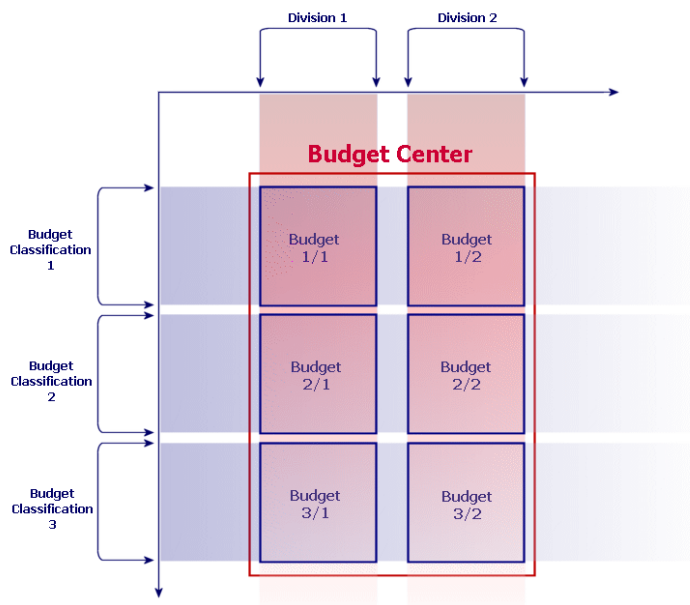 Division 1
Division 2
Budget Center
Budget
Classification
1
Budget
1/1
Budget
1/2
Budget
Classification
2
Budget
2/1
Budget
2/2
Budget
Classification
3
Budget
3/1
Budget
3/2